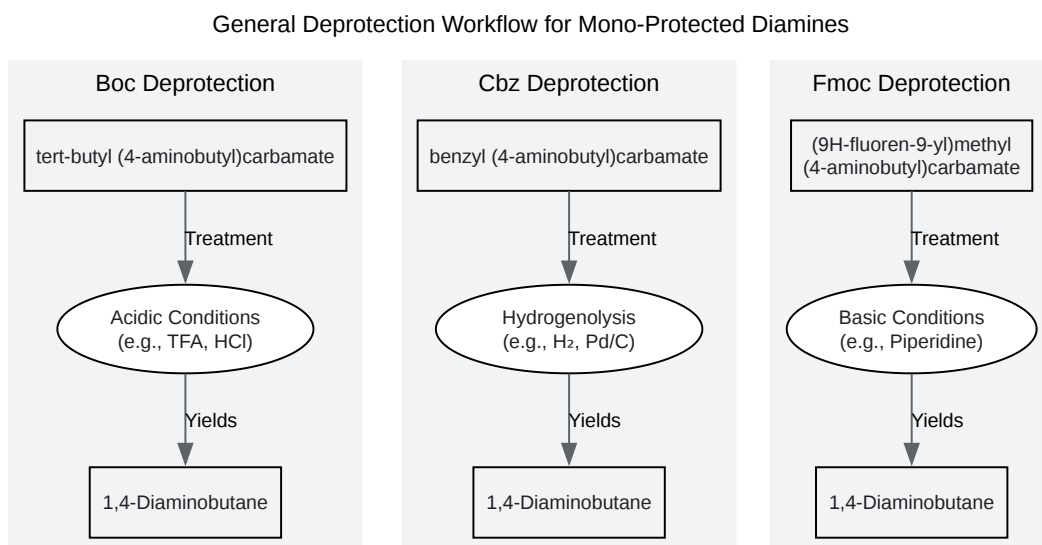 General Deprotection Workflow for Mono-Protected Diamines
Boc Deprotection
tert-butyl (4-aminobutyl)carbamate
Treatment
Acidic Conditions
(e.g., TFA, HCl)
Yields
1,4-Diaminobutane
Cbz Deprotection
benzyl (4-aminobutyl)carbamate
Treatment
Hydrogenolysis
(e.g., H₂, Pd/C)
Yields
1,4-Diaminobutane
Fmoc Deprotection
(9H-fluoren-9-yl)methyl
(4-aminobutyl)carbamate
Treatment
Basic Conditions
(e.g., Piperidine)
Yields
1,4-Diaminobutane